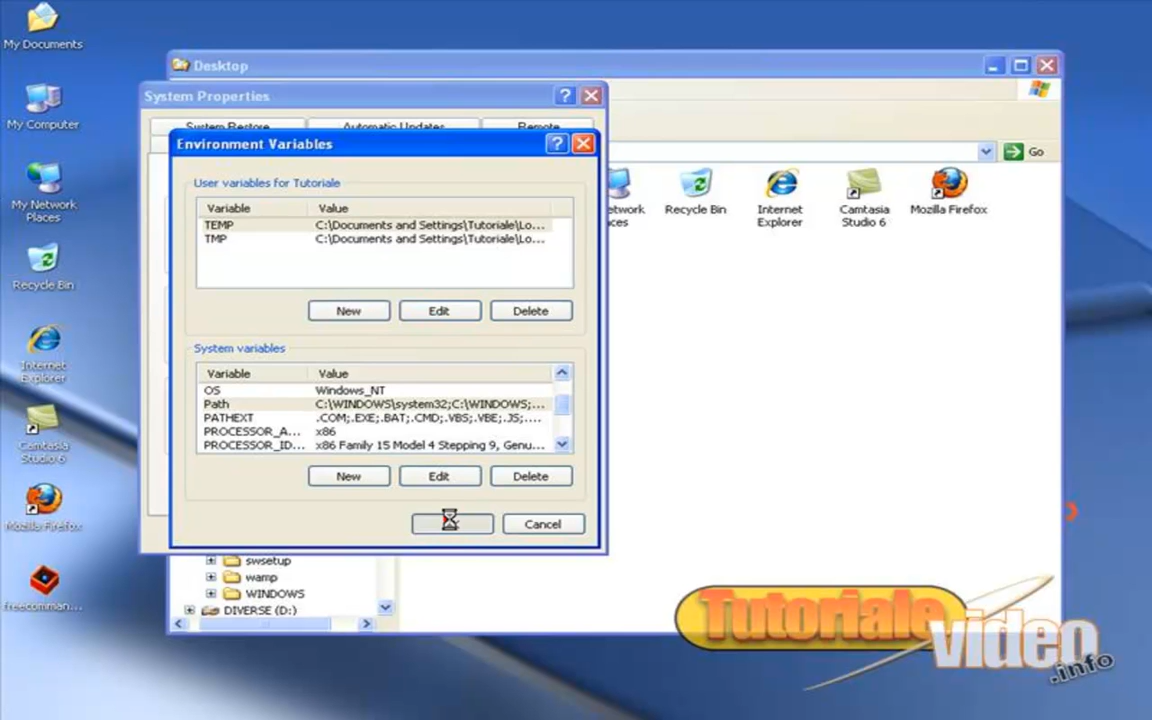 My Documents
My Computer
My Network
Places
Recycle Bin
Internet
Explorer
Camtasia
Studio 6
Mozilla Firefox
freecomman...
Desktop
Go
System Properties
System Restore
Automatic Updates
Remote
Environment Variables
User variables for Tutoriale
Variable Value
TEMP C:\Documents and Settings\Tutoriale\Lo...
TMP C:\Documents and Settings\Tutoriale\Lo...
New Edit Delete
System variables
Variable Value
OS Windows_NT
Path C:\WINDOWS\system32;C:\WINDOWS;...
PATHEXT .COM;.EXE;.BAT;.CMD;.VBS;.VBE;.JS;....
PROCESSOR_A... x86
PROCESSOR_ID... x86 Family 15 Model 4 Stepping 9, Genu...
New Edit Delete
Cancel
Recycle Bin
Internet
Explorer
Camtasia
Studio 6
Mozilla Firefox
swsetup
wamp
WINDOWS
DIVERSE (D:)
Tutoriale
video
.info